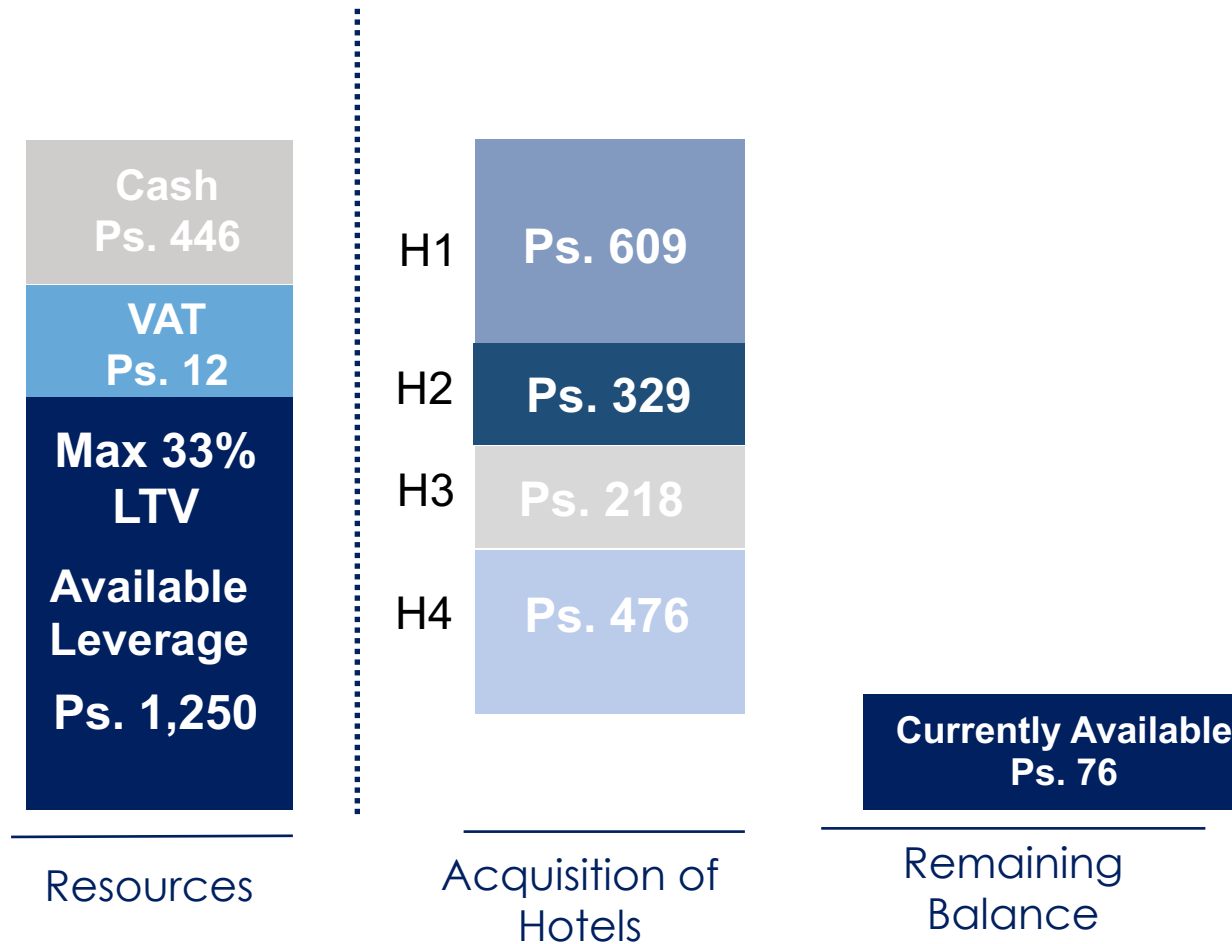 Cash
Ps. 446
VAT
Ps. 12
Max 33%
LTV
Available
Leverage
Ps. 1,250
Resources
H1
Ps. 609
H2
Ps. 329
H3
Ps. 218
H4
Ps. 476
Acquisition of
Hotels
Currently Available
Ps. 76
Remaining
Balance